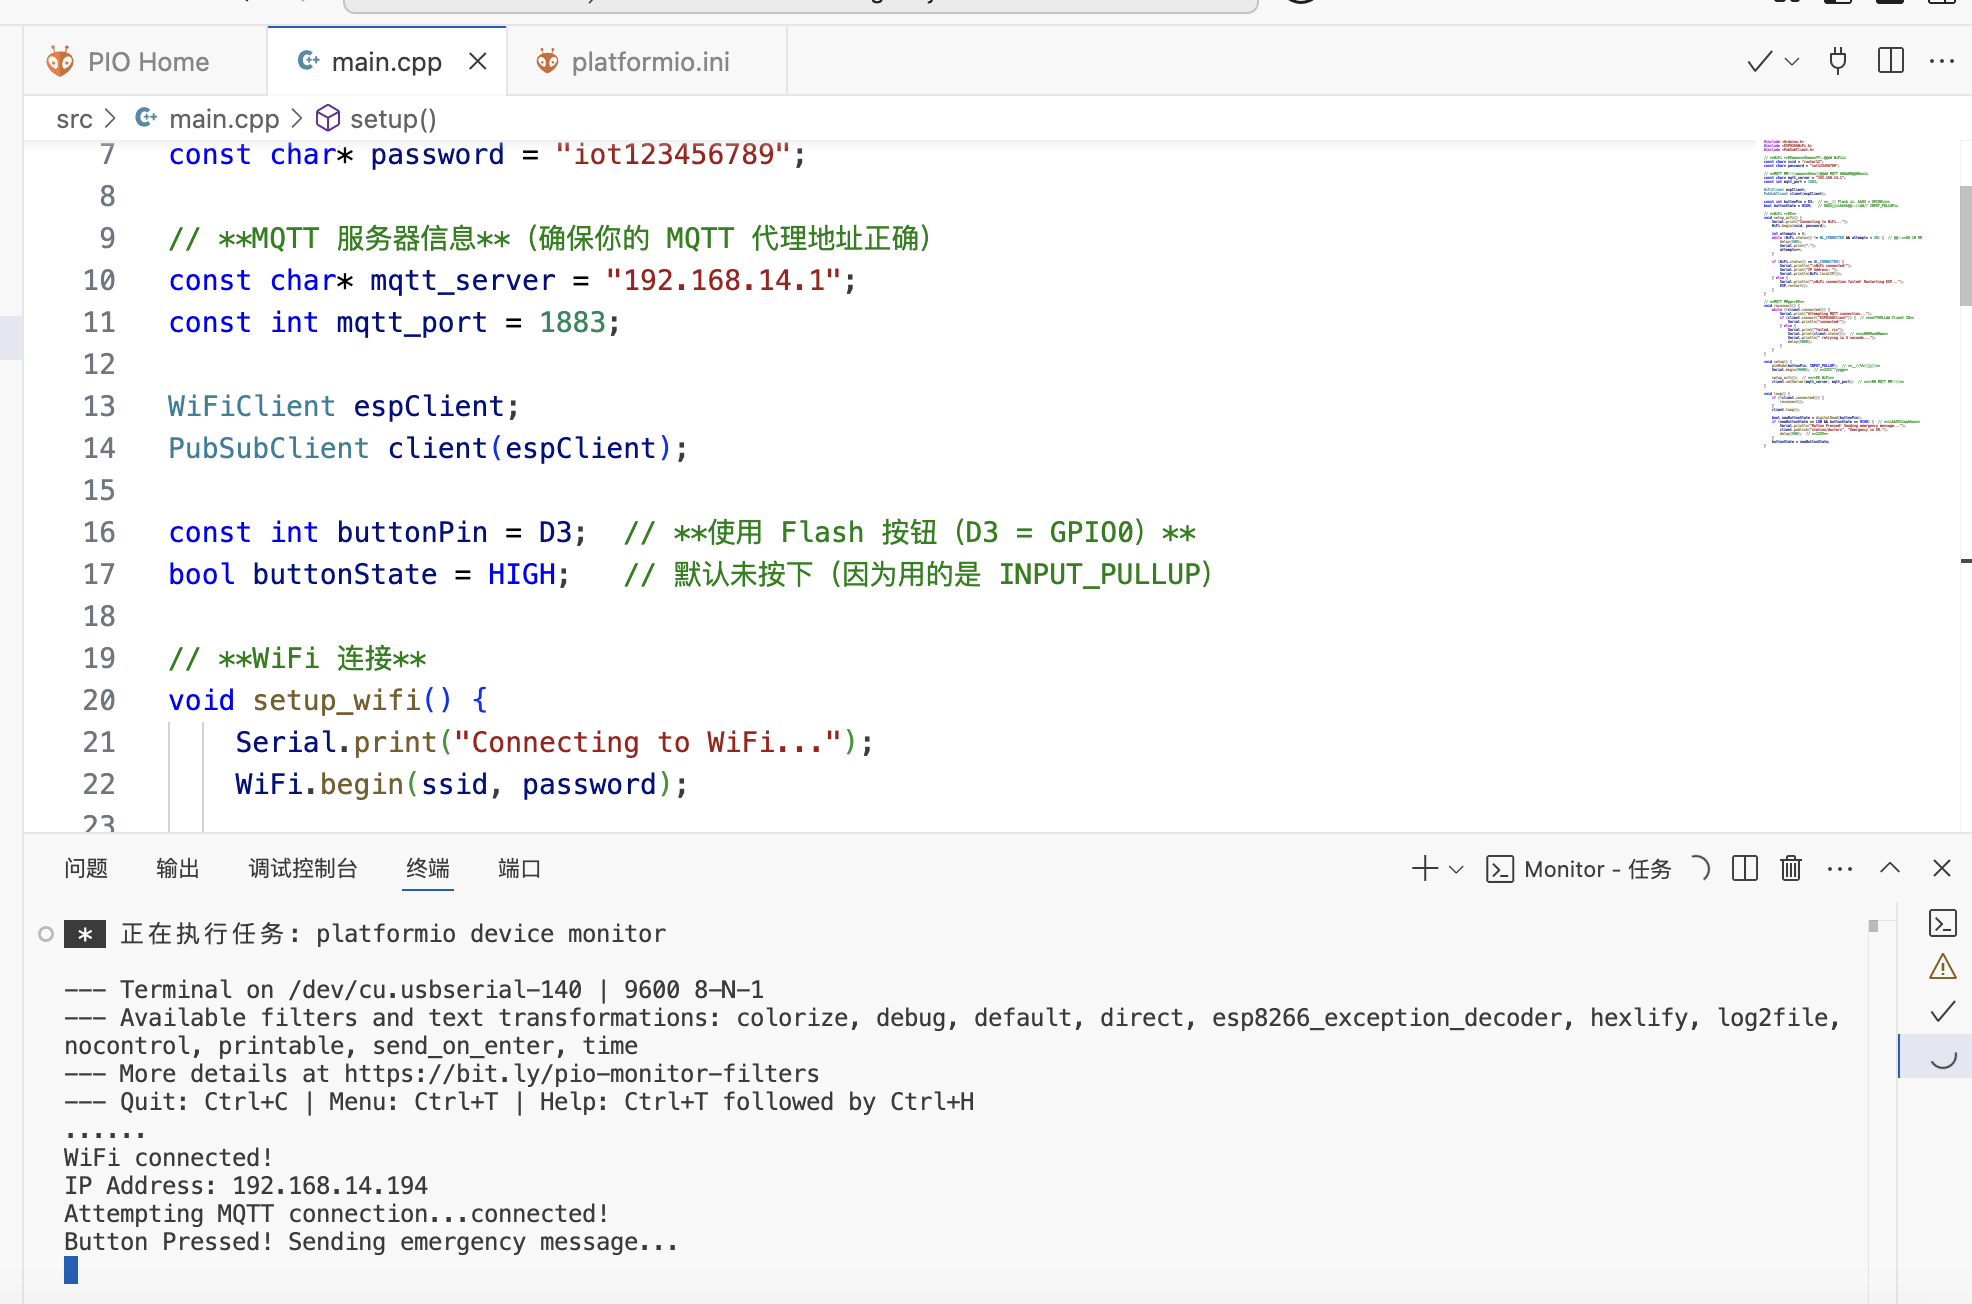 PIO Home
main.cpp
platformio.ini
src > main.cpp > setup()
7 const char* password = "iot123456789";
8
9 // **MQTT 服务器信息**（确保你的 MQTT 代理地址正确）
10 const char* mqtt_server = "192.168.14.1";
11 const int mqtt_port = 1883;
12
13 WiFiClient espClient;
14 PubSubClient client(espClient);
15
16 const int buttonPin = D3;  // **使用 Flash 按钮（D3 = GPIO0）**
17 bool buttonState = HIGH;   // 默认未按下（因为用的是 INPUT_PULLUP）
18
19 // **WiFi 连接**
20 void setup_wifi() {
21     Serial.print("Connecting to WiFi...");
22     WiFi.begin(ssid, password);
23
问题 输出 调试控制台 终端 端口
Monitor - 任务
* 正在执行任务: platformio device monitor
--- Terminal on /dev/cu.usbserial-140 | 9600 8-N-1
--- Available filters and text transformations: colorize, debug, default, direct, esp8266_exception_decoder, hexlify, log2file,
nocontrol, printable, send_on_enter, time
--- More details at https://bit.ly/pio-monitor-filters
--- Quit: Ctrl+C | Menu: Ctrl+T | Help: Ctrl+T followed by Ctrl+H
......
WiFi connected!
IP Address: 192.168.14.194
Attempting MQTT connection...connected!
Button Pressed! Sending emergency message...